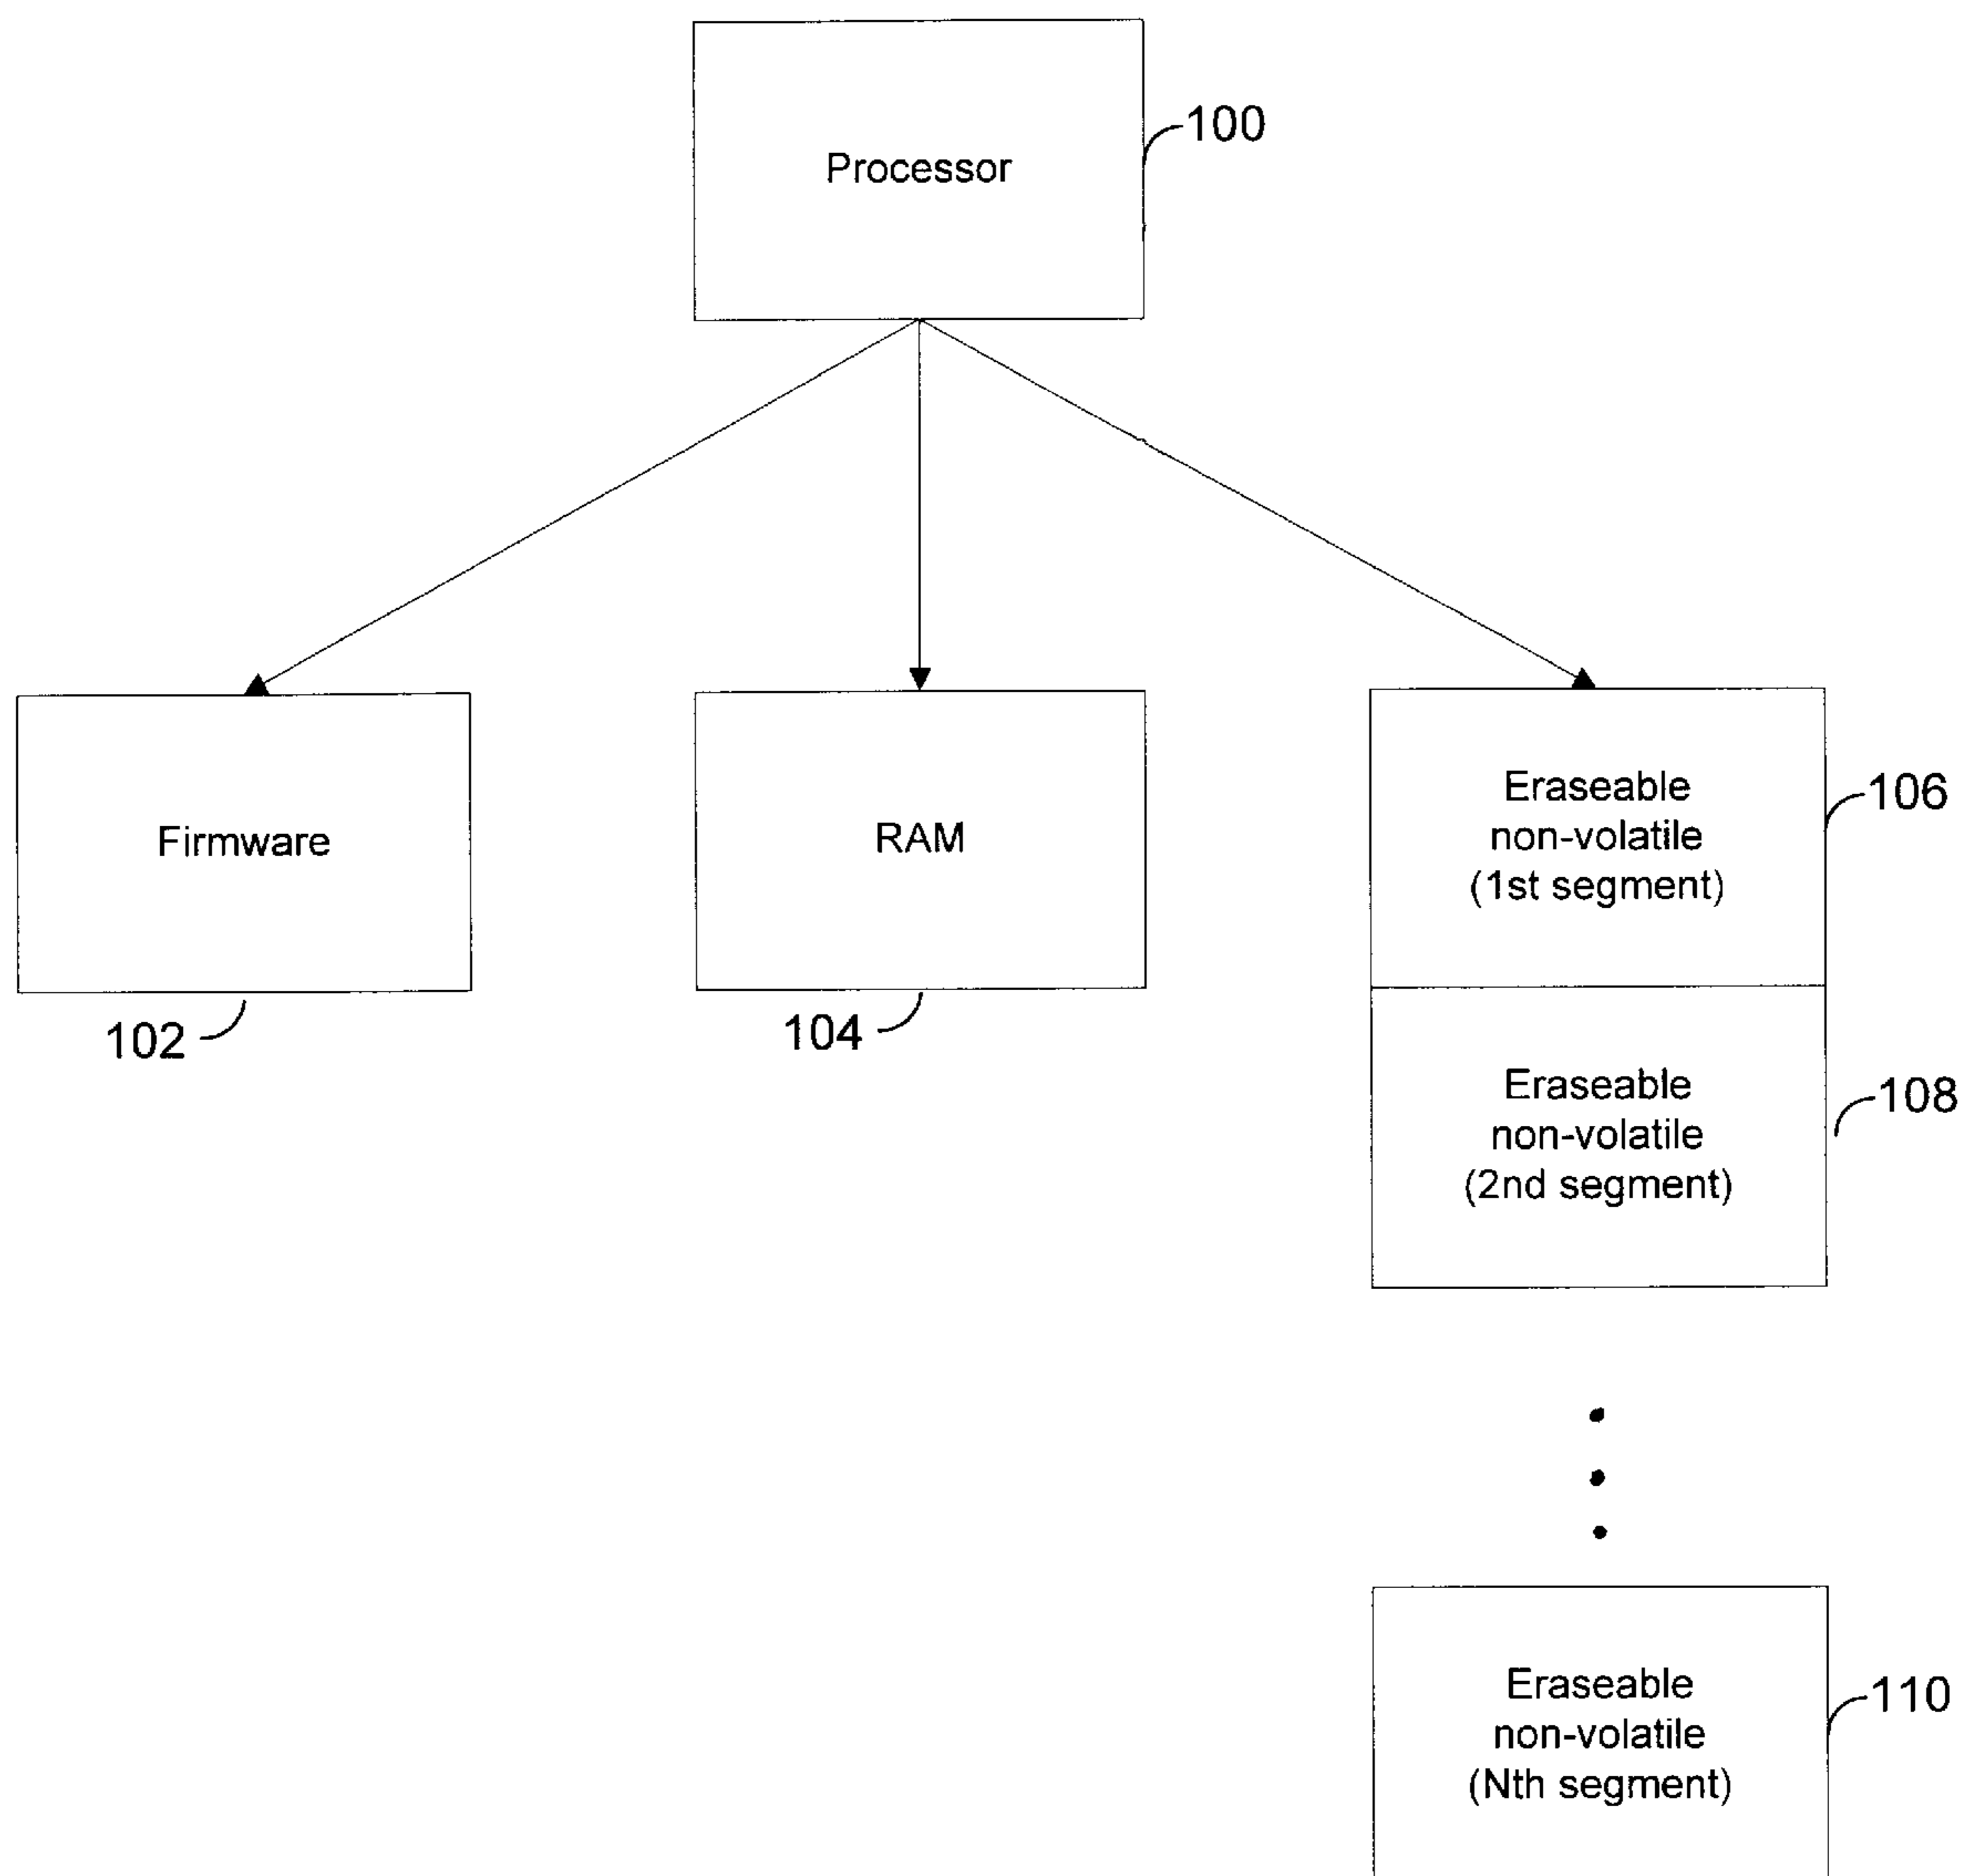 100
Processor
Firmware
102
RAM
104
Eraseable
non-volatile
(1st segment)
106
Eraseable
non-volatile
(2nd segment)
108
Eraseable
non-volatile
(Nth segment)
110